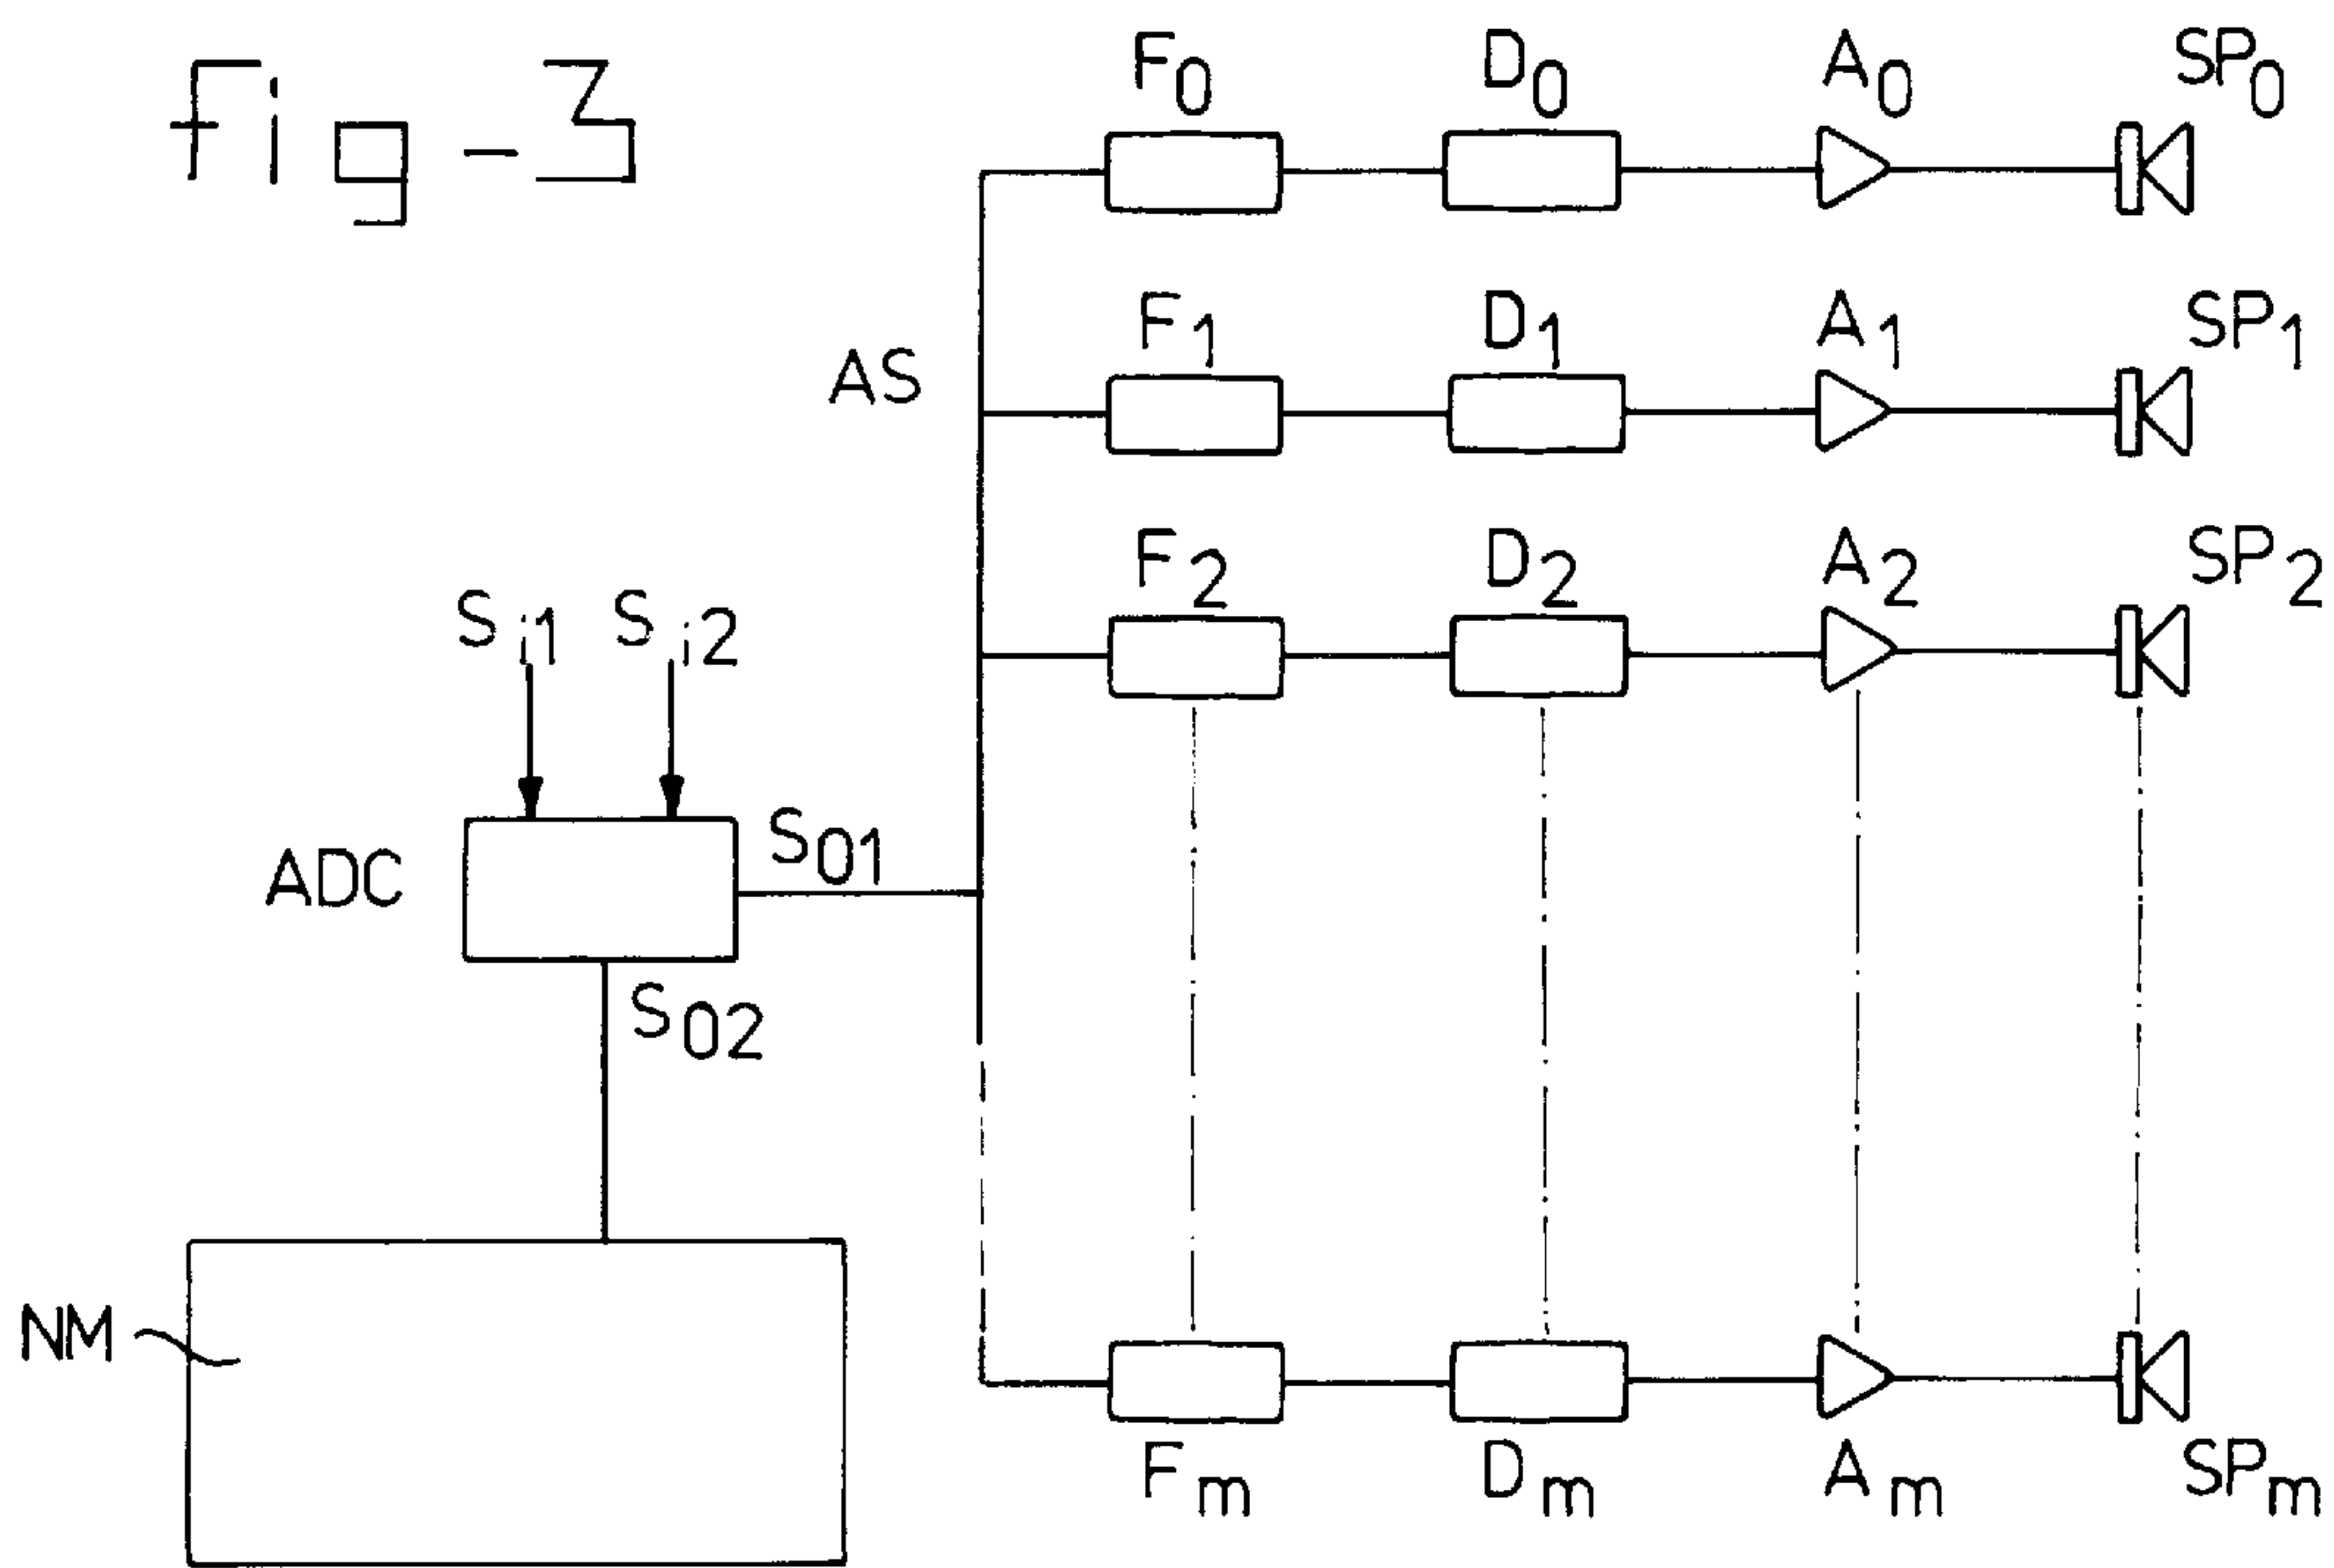 Fig-3
F0 D0 A0 SP0
F1 D1 A1 SP1
AS
F2 D2 A2 SP2
Si1 Si2
S01
ADC
S02
NM
Fm Dm Am SPm